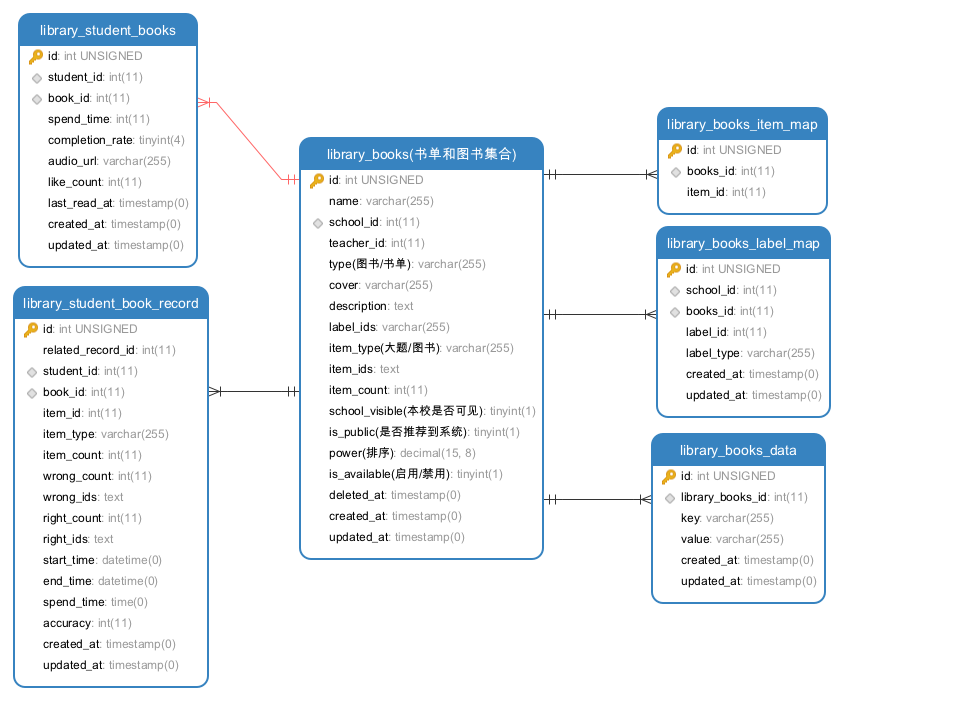 library_student_books
id: int UNSIGNED
student_id: int(11)
book_id: int(11)
spend_time: int(11)
completion_rate: tinyint(4)
audio_url: varchar(255)
like_count: int(11)
last_read_at: timestamp(0)
created_at: timestamp(0)
updated_at: timestamp(0)
library_student_book_record
id: int UNSIGNED
related_record_id: int(11)
student_id: int(11)
book_id: int(11)
item_id: int(11)
item_type: varchar(255)
item_count: int(11)
wrong_count: int(11)
wrong_ids: text
right_count: int(11)
right_ids: text
start_time: datetime(0)
end_time: datetime(0)
spend_time: time(0)
accuracy: int(11)
created_at: timestamp(0)
updated_at: timestamp(0)
library_books(书单和图书集合)
id: int UNSIGNED
name: varchar(255)
school_id: int(11)
teacher_id: int(11)
type(图书/书单): varchar(255)
cover: varchar(255)
description: text
label_ids: varchar(255)
item_type(大题/图书): varchar(255)
item_ids: text
item_count: int(11)
school_visible(本校是否可见): tinyint(1)
is_public(是否推荐到系统): tinyint(1)
power(排序): decimal(15, 8)
is_available(启用/禁用): tinyint(1)
deleted_at: timestamp(0)
created_at: timestamp(0)
updated_at: timestamp(0)
library_books_item_map
id: int UNSIGNED
books_id: int(11)
item_id: int(11)
library_books_label_map
id: int UNSIGNED
school_id: int(11)
books_id: int(11)
label_id: int(11)
label_type: varchar(255)
created_at: timestamp(0)
updated_at: timestamp(0)
library_books_data
id: int UNSIGNED
library_books_id: int(11)
key: varchar(255)
value: varchar(255)
created_at: timestamp(0)
updated_at: timestamp(0)